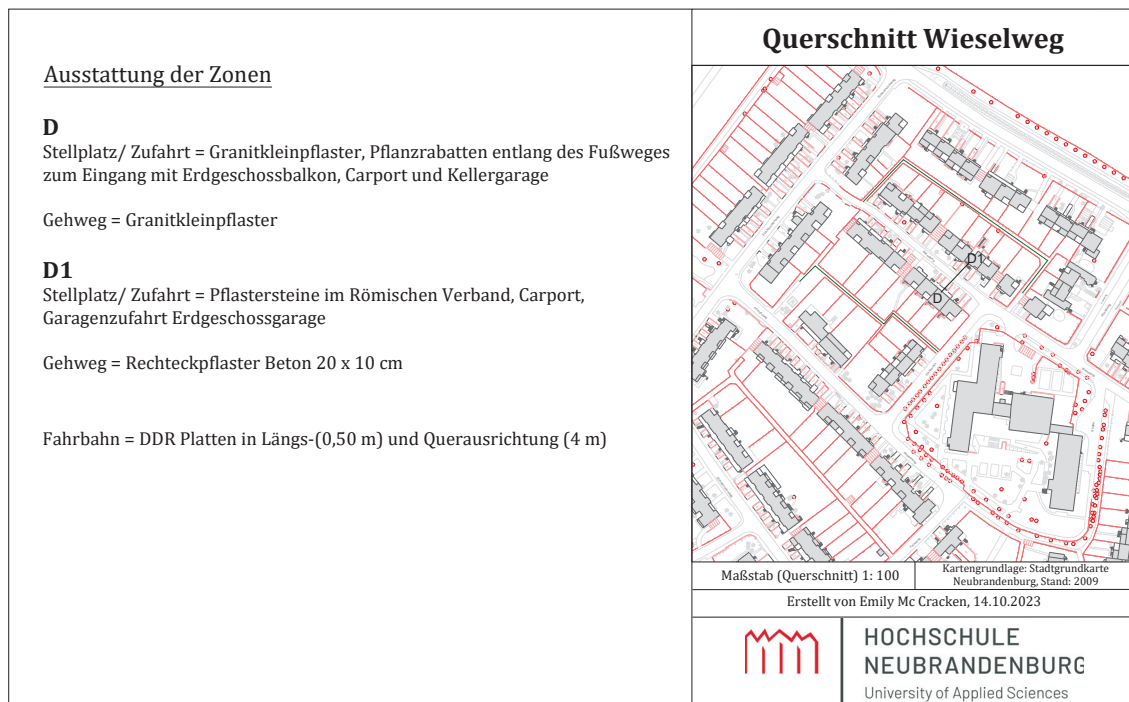 Ausstattung der Zonen
D
Stellplatz/ Zufahrt = Granitkleinpflaster, Pflanzrabatten entlang des Fußweges
zum Eingang mit Erdgeschossbalkon, Carport und Kellergarage
Gehweg = Granitkleinpflaster
D1
Stellplatz/ Zufahrt = Pflastersteine im Römischen Verband, Carport,
Garagenzufahrt Erdgeschossgarage
Gehweg = Rechteckpflaster Beton 20 x 10 cm
Fahrbahn = DDR Platten in Längs-(0,50 m) und Querausrichtung (4 m)
Querschnitt Wieselweg
D1
D
Maßstab (Querschnitt) 1: 100
Kartengrundlage: Stadtgrundkarte
Neubrandenburg, Stand: 2009
Erstellt von Emily Mc Cracken, 14.10.2023
HOCHSCHULE
NEUBRANDENBURG
University of Applied Sciences